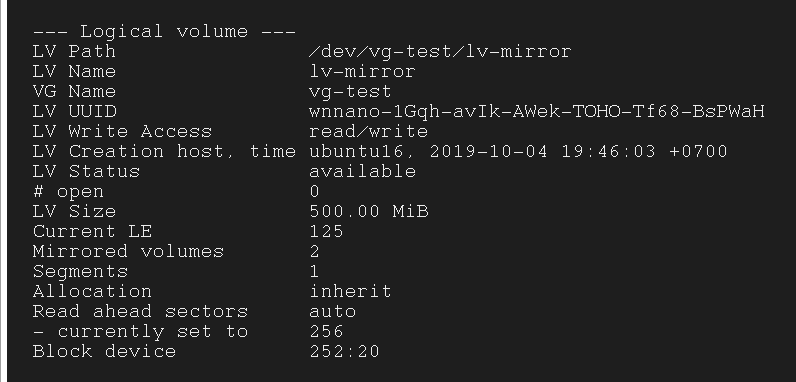 --- Logical volume ---
LV Path                /dev/vg-test/lv-mirror
LV Name                lv-mirror
VG Name                vg-test
LV UUID                wnnano-1Gqh-avIk-AWek-TOHO-Tf68-BsPWaH
LV Write Access        read/write
LV Creation host, time ubuntu16, 2019-10-04 19:46:03 +0700
LV Status              available
# open                 0
LV Size                500.00 MiB
Current LE             125
Mirrored volumes       2
Segments               1
Allocation             inherit
Read ahead sectors     auto
- currently set to     256
Block device           252:20